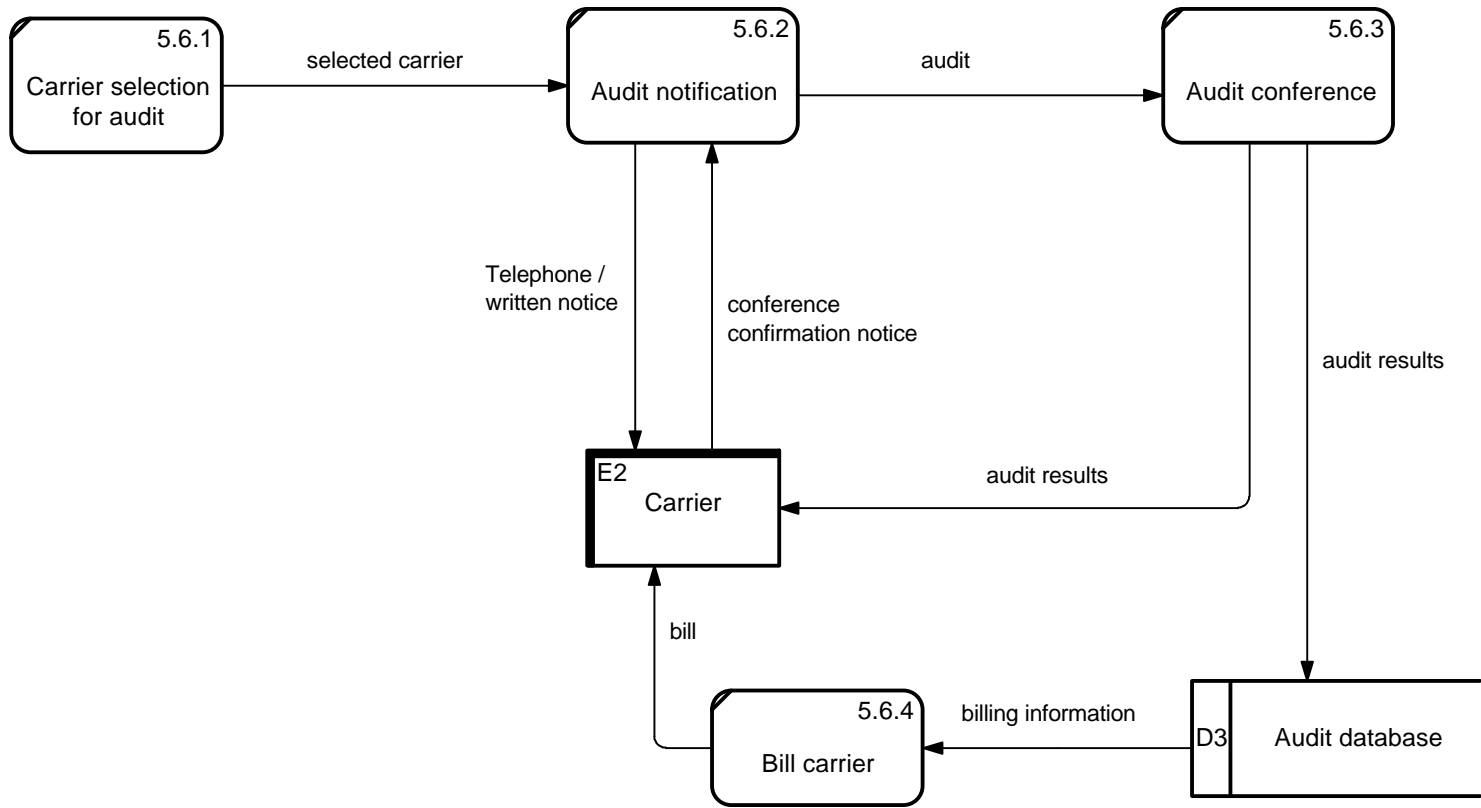 5.6.1
Carrier selection
for audit
selected carrier
5.6.2
Audit notification
audit
5.6.3
Audit conference
Telephone /
written notice
conference
confirmation notice
audit results
E2
Carrier
audit results
bill
5.6.4
Bill carrier
billing information
D3
Audit database